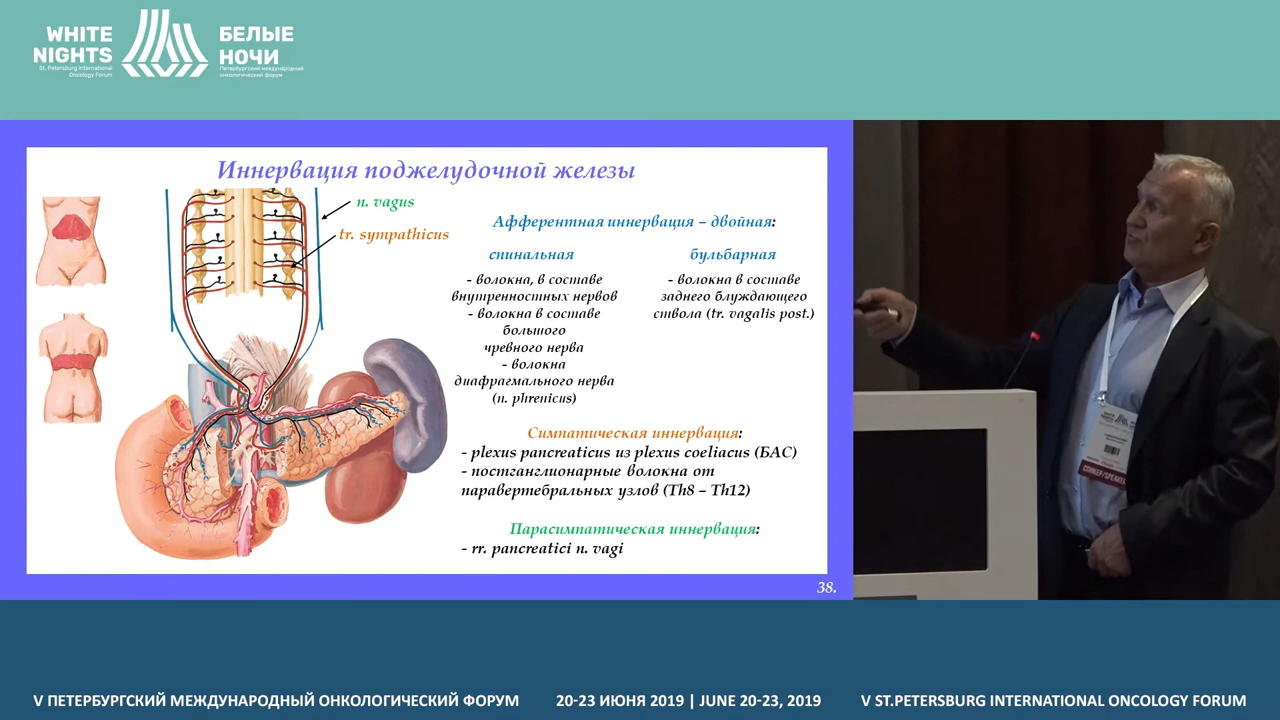 WHITE
NIGHTS
St. Petersburg International
Oncology Forum
БЕЛЫЕ
НОЧИ
Петербургский международный
онкологический форум
Иннервация поджелудочной железы
n. vagus
tr. sympathicus
Афферентная иннервация – двойная:
спинальная
- волокна, в составе
внутренностных нервов
- волокна в составе
большого
чревного нерва
- волокна
диафрагмального нерва
(n. phrenicus)
бульбарная
- волокна в составе
заднего блуждающего
ствола (tr. vagalis post.)
Симпатическая иннервация:
- plexus pancreaticus из plexus coeliacus (БАС)
- постганглионарные волокна от
паравертебральных узлов (Th8 – Th12)
Парасимпатическая иннервация:
- rr. pancreatici n. vagi
38.
СПИКЕР/SPEAKER
V ПЕТЕРБУРГСКИЙ МЕЖДУНАРОДНЫЙ ОНКОЛОГИЧЕСКИЙ ФОРУМ
20-23 ИЮНЯ 2019 | JUNE 20-23, 2019
V ST.PETERSBURG INTERNATIONAL ONCOLOGY FORUM